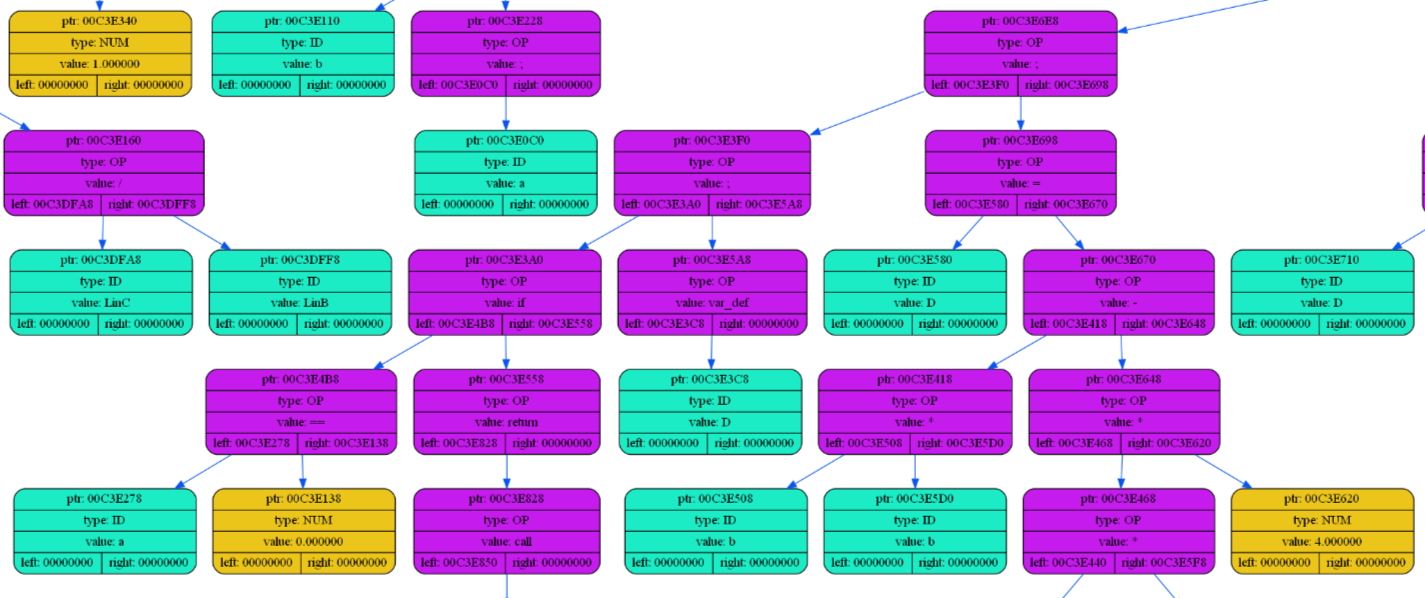 ptr: 00C3E340
type: NUM
value: 1.000000
left: 00000000 right: 00000000
ptr: 00C3E110
type: ID
value: b
left: 00000000 right: 00000000
ptr: 00C3E228
type: OP
value: ;
left: 00C3E0C0 right: 00000000
ptr: 00C3E6E8
type: OP
value: ;
left: 00C3E3F0 right: 00C3E698
ptr: 00C3E160
type: OP
value: /
left: 00C3DFA8 right: 00C3DFF8
ptr: 00C3E0C0
type: ID
value: a
left: 00000000 right: 00000000
ptr: 00C3E3F0
type: OP
value: ;
left: 00C3E3A0 right: 00C3E5A8
ptr: 00C3E698
type: OP
value: =
left: 00C3E580 right: 00C3E670
ptr: 00C3DFA8
type: ID
value: LinC
left: 00000000 right: 00000000
ptr: 00C3DFF8
type: ID
value: LinB
left: 00000000 right: 00000000
ptr: 00C3E3A0
type: OP
value: if
left: 00C3E4B8 right: 00C3E558
ptr: 00C3E5A8
type: OP
value: var_def
left: 00C3E3C8 right: 00000000
ptr: 00C3E580
type: ID
value: D
left: 00000000 right: 00000000
ptr: 00C3E670
type: OP
value: -
left: 00C3E418 right: 00C3E648
ptr: 00C3E710
type: ID
value: D
left: 00000000 right: 00000000
ptr: 00C3E4B8
type: OP
value: ==
left: 00C3E278 right: 00C3E138
ptr: 00C3E558
type: OP
value: return
left: 00C3E828 right: 00000000
ptr: 00C3E3C8
type: ID
value: D
left: 00000000 right: 00000000
ptr: 00C3E418
type: OP
value: *
left: 00C3E508 right: 00C3E5D0
ptr: 00C3E648
type: OP
value: *
left: 00C3E468 right: 00C3E620
ptr: 00C3E278
type: ID
value: a
left: 00000000 right: 00000000
ptr: 00C3E138
type: NUM
value: 0.000000
left: 00000000 right: 00000000
ptr: 00C3E828
type: OP
value: call
left: 00C3E850 right: 00000000
ptr: 00C3E508
type: ID
value: b
left: 00000000 right: 00000000
ptr: 00C3E5D0
type: ID
value: b
left: 00000000 right: 00000000
ptr: 00C3E468
type: OP
value: *
left: 00C3E440 right: 00C3E5F8
ptr: 00C3E620
type: NUM
value: 4.000000
left: 00000000 right: 00000000